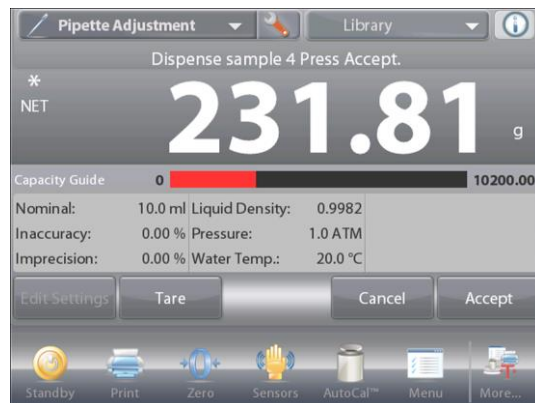 Pipette Adjustment
Library
Dispense sample 4 Press Accept.
*
NET
231.81 g
Capacity Guide 0 10200.00
Nominal: 10.0 ml Liquid Density: 0.9982
Inaccuracy: 0.00 % Pressure: 1.0 ATM
Imprecision: 0.00 % Water Temp.: 20.0 °C
Edit Settings Tare Cancel Accept
Standby Print Zero Sensors AutoCal™ Menu More...